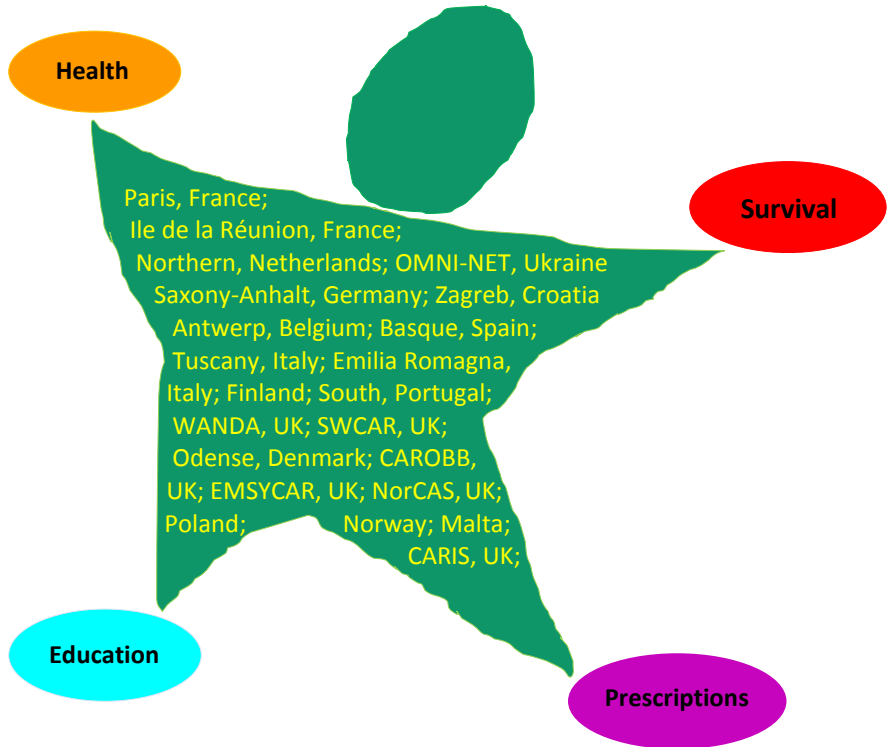 Health
Survival
Paris, France;
Ile de la Réunion, France;
Northern, Netherlands; OMNI-NET, Ukraine
Saxony-Anhalt, Germany; Zagreb, Croatia
Antwerp, Belgium; Basque, Spain;
Tuscany, Italy; Emilia Romagna,
Italy; Finland; South, Portugal;
WANDA, UK; SWCAR, UK;
Odense, Denmark; CAROBB,
UK; EMSYCAR, UK; NorCAS, UK;
Poland; Norway; Malta;
CARIS, UK;
Education
Prescriptions